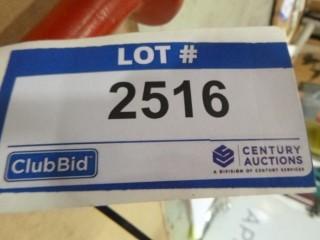 LOT #
2516
ClubBid
CENTURY
AUCTIONS
A DIVISION OF CENTURY SERVICES